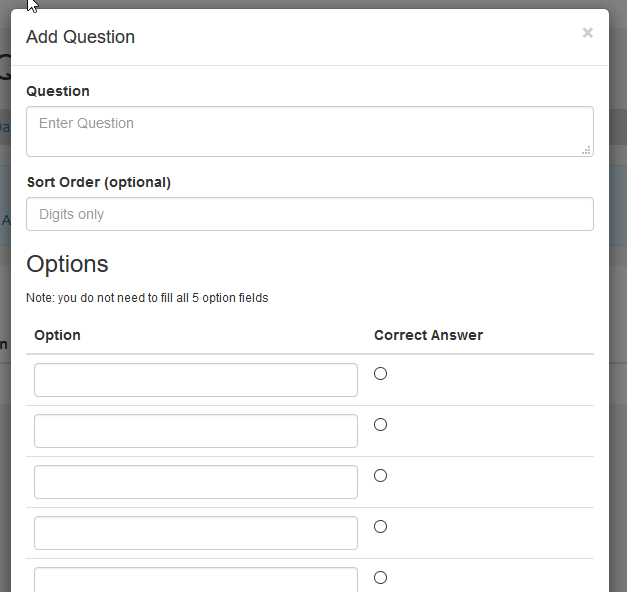 Add Question
×
Question
Enter Question
Sort Order (optional)
Digits only
Options
Note: you do not need to fill all 5 option fields
Option Correct Answer